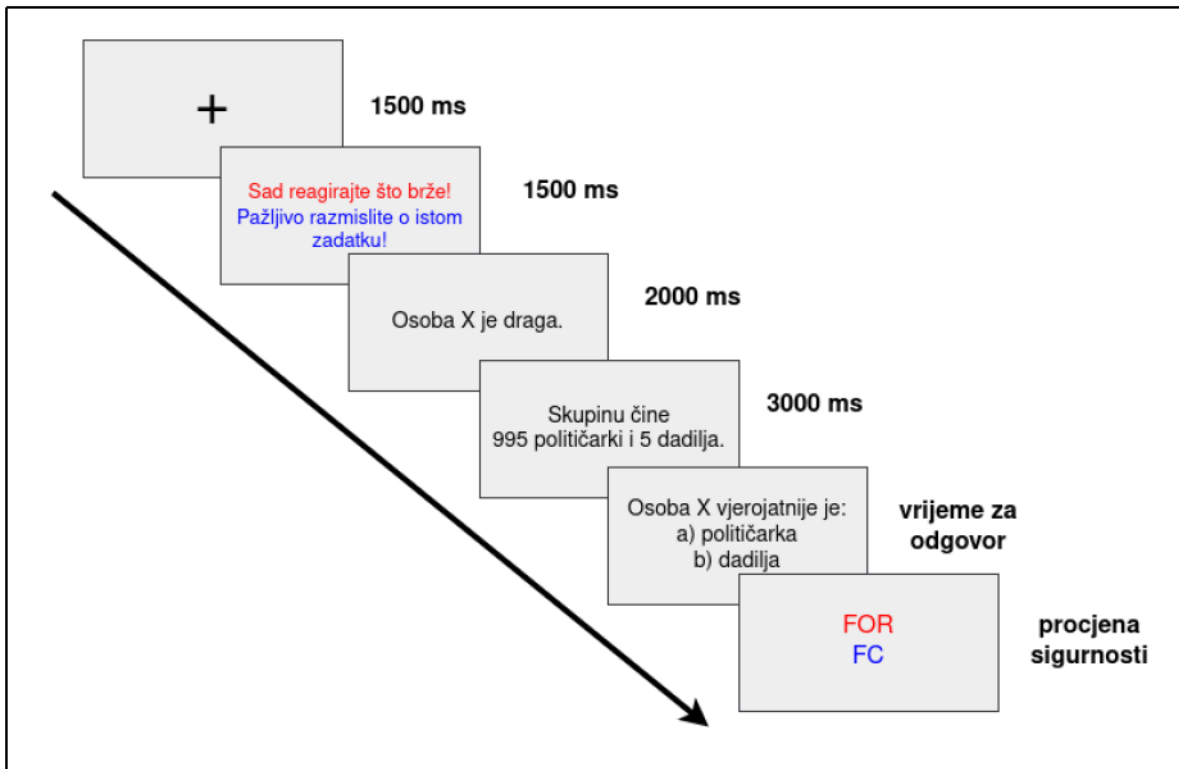 +
1500 ms
Sad reagirajte što brže!
Pažljivo razmislite o istom
zadatku!
1500 ms
Osoba X je draga.
2000 ms
Skupinu čine
995 političarki i 5 dadilja.
3000 ms
Osoba X vjerojatnije je:
a) političarka
b) dadilja
vrijeme za
odgovor
FOR
FC
procjena
sigurnosti